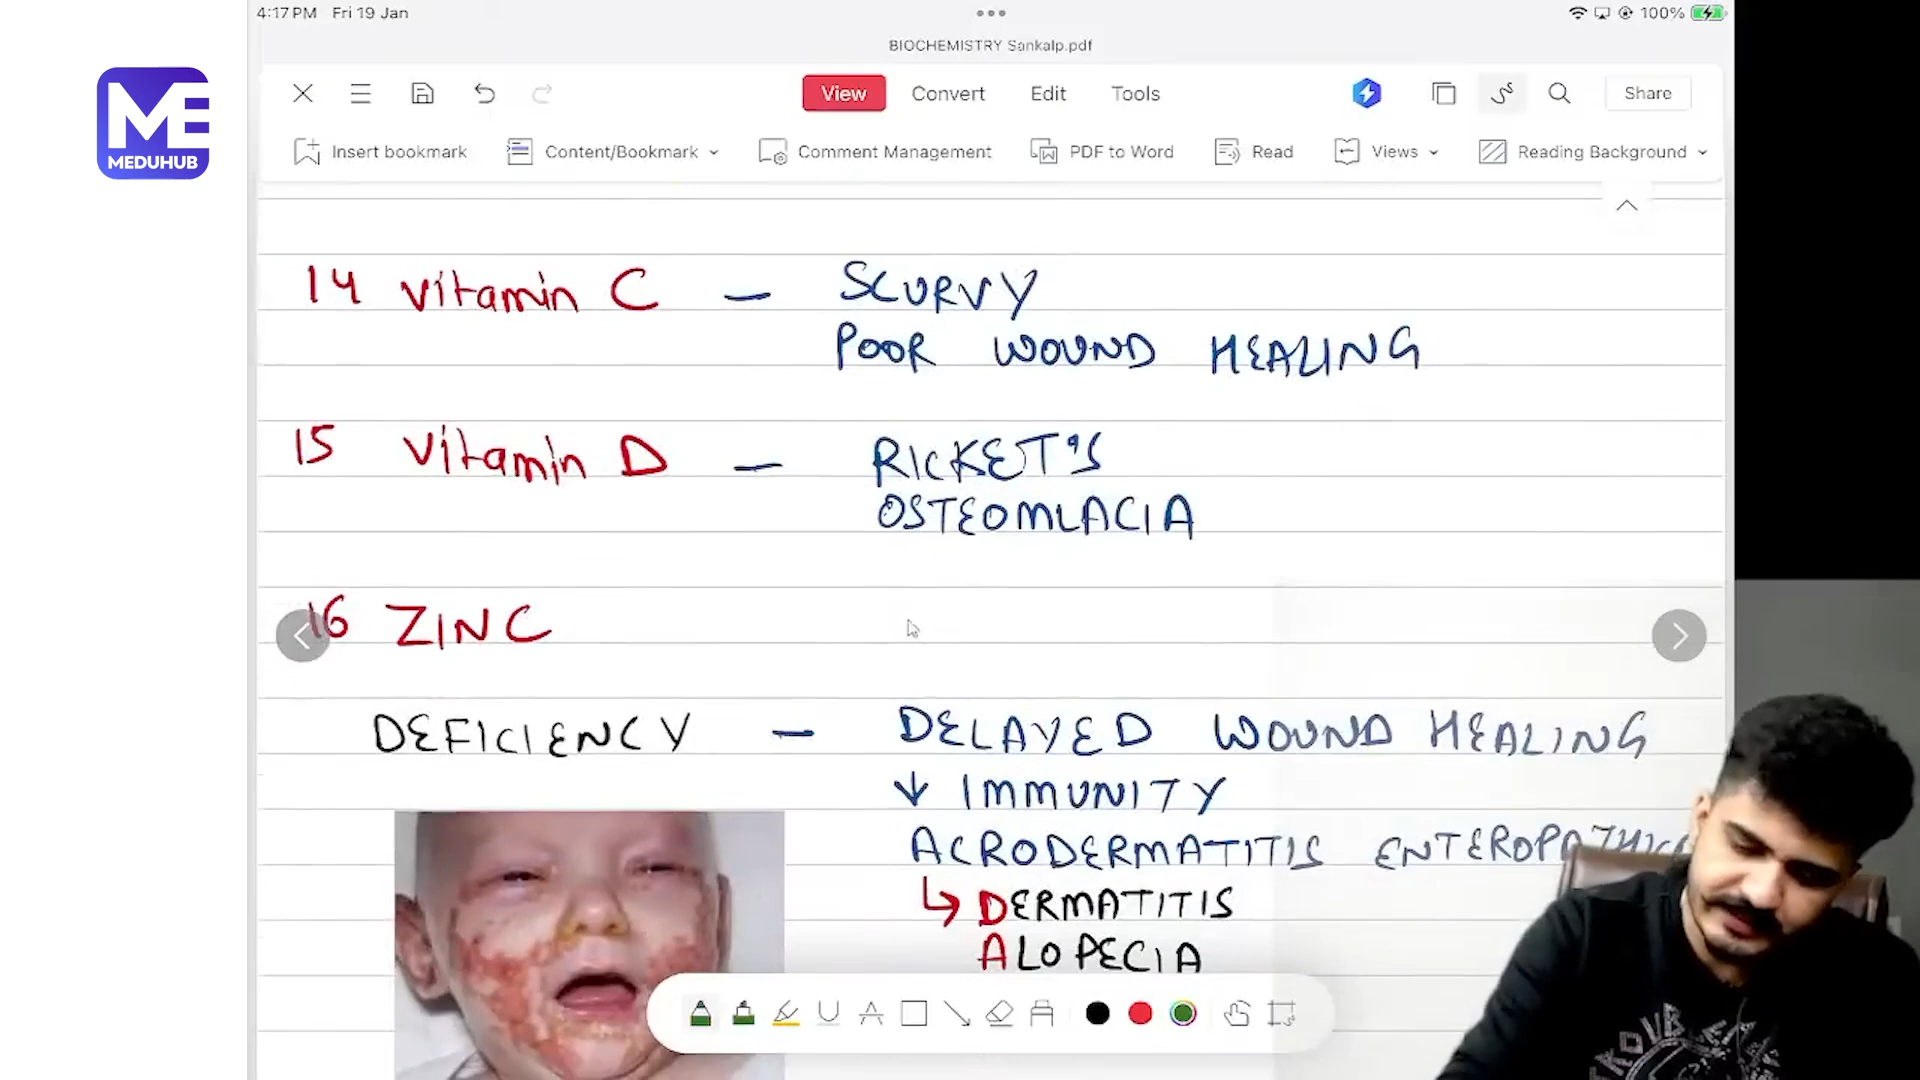 4:17 PM Fri 19 Jan
100%
BIOCHEMISTRY Sankalp.pdf
ME
MEDUHUB
View Convert Edit Tools
Share
Insert bookmark Content/Bookmark Comment Management PDF to Word Read Views Reading Background
14 Vitamin C - SCURVY
POOR WOUND HEALING
15 Vitamin D - RICKET'S
OSTEOMLACIA
16 ZINC
DEFICIENCY - DELAYED WOUND HEALING
↓ IMMUNITY
ACRODERMATITIS ENTEROPATHICA
↳ DERMATITIS
ALOPECIA